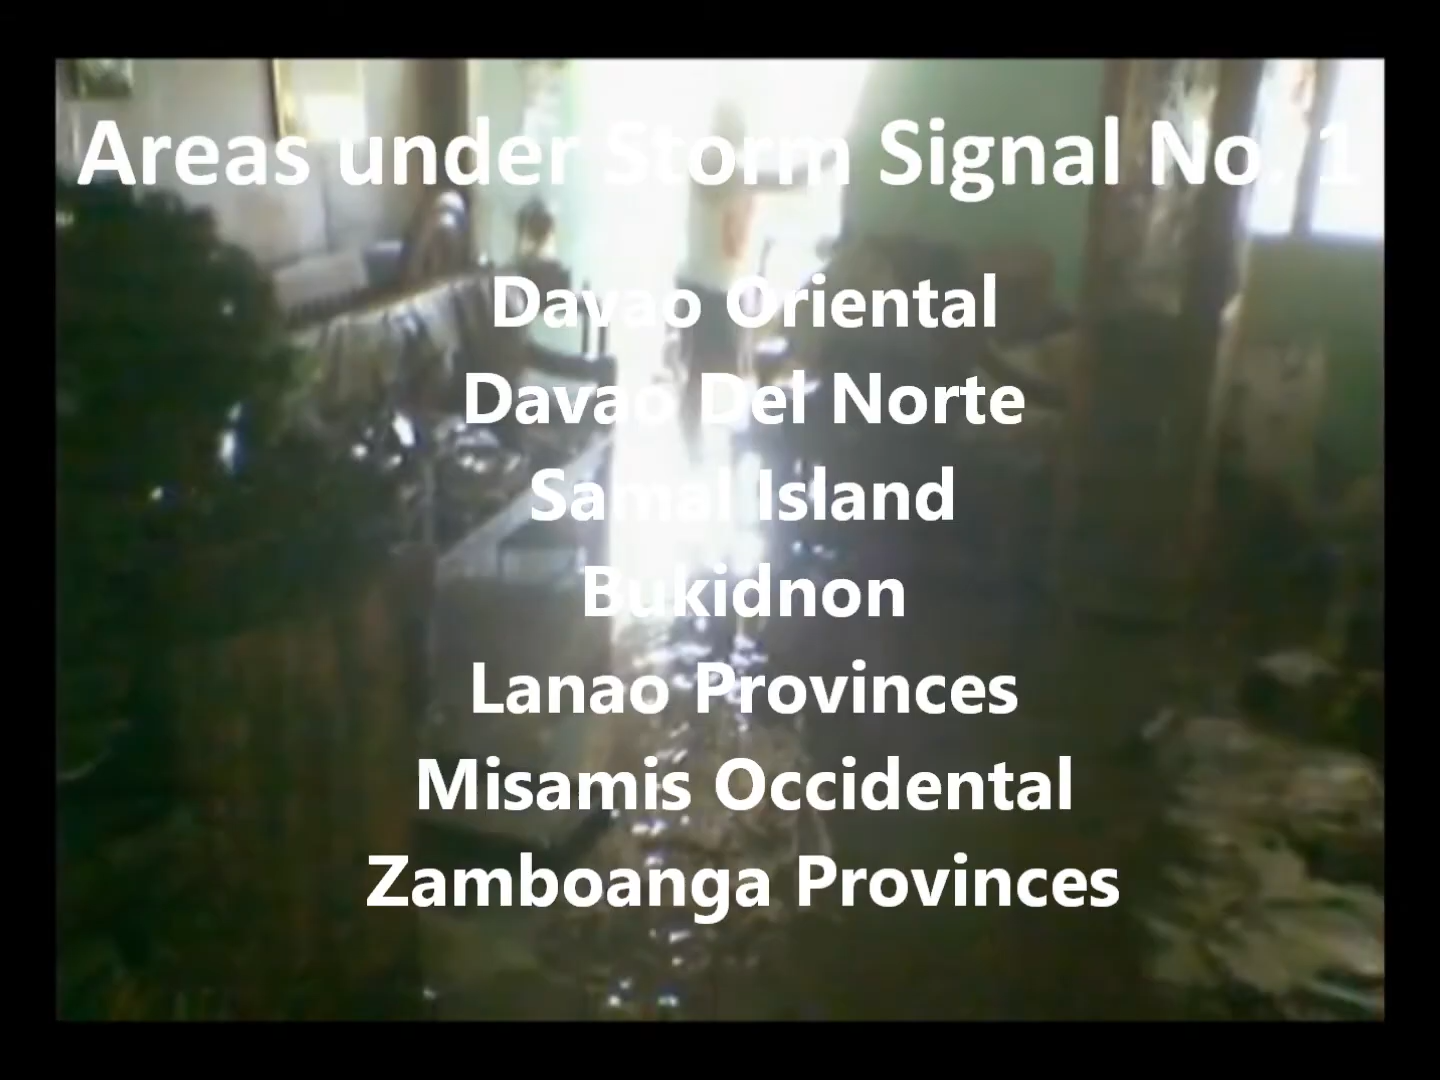 Areas under Storm Signal No. 1
Davao Oriental
Davao Del Norte
Samal Island
Bukidnon
Lanao Provinces
Misamis Occidental
Zamboanga Provinces